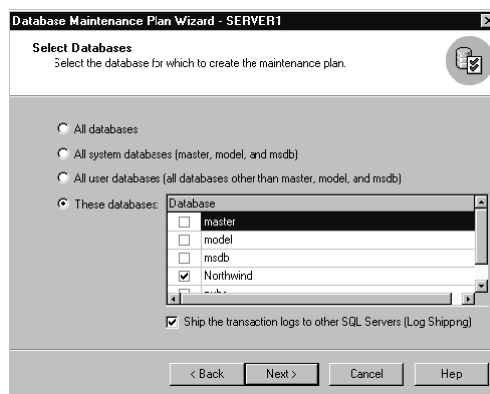 Database Maintenance Plan Wizard - SERVER1
Select Databases
Select the database for which to create the maintenance plan.
All databases
All system databases (master, model, and msdb)
All user databases (all databases other than master, model, and msdb)
These databases:
Database
master
model
msdb
Northwind
Ship the transaction logs to other SQL Servers (Log Shippng)
< Back
Next >
Cancel
Hep